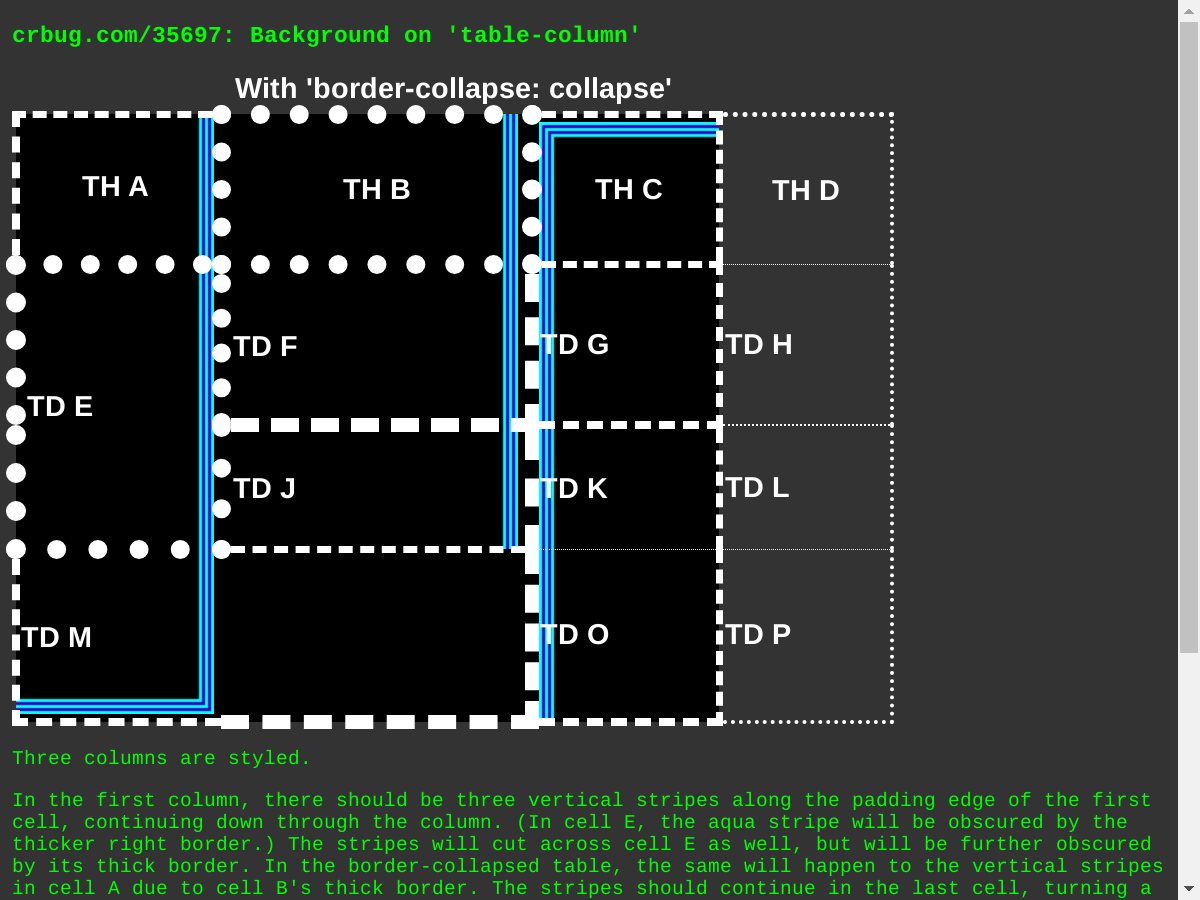 crbug.com/35697: Background on 'table-column'
With 'border-collapse: collapse'
TH A
TH B
TH C
TH D
TD F
TD G
TD H
TD E
TD J
TD K
TD L
TD M
TD O
TD P
Three columns are styled.
In the first column, there should be three vertical stripes along the padding edge of the first
cell, continuing down through the column. (In cell E, the aqua stripe will be obscured by the
thicker right border.) The stripes will cut across cell E as well, but will be further obscured
by its thick border. In the border-collapsed table, the same will happen to the vertical stripes
in cell A due to cell B's thick border. The stripes should continue in the last cell, turning a